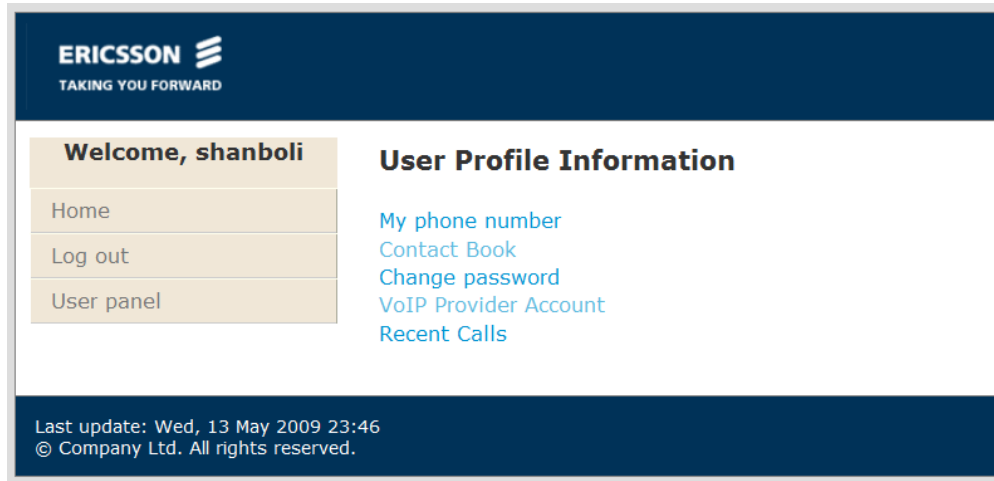 ERICSSON
TAKING YOU FORWARD
Welcome, shanboli
Home
Log out
User panel
User Profile Information
My phone number
Contact Book
Change password
VoIP Provider Account
Recent Calls
Last update: Wed, 13 May 2009 23:46
© Company Ltd. All rights reserved.